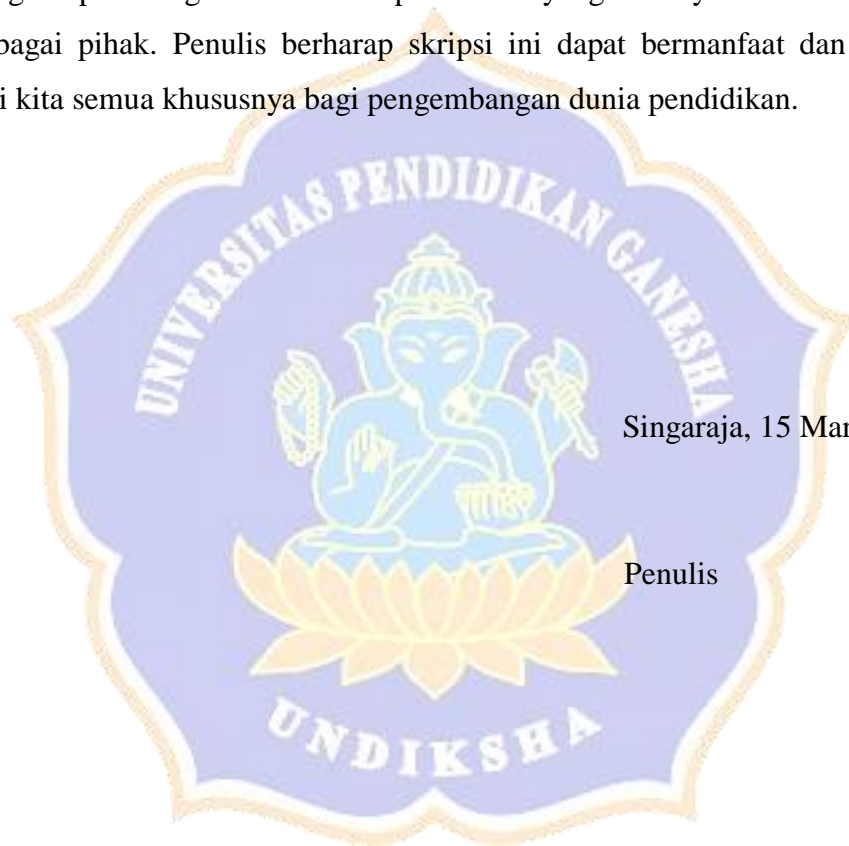 bagai pihak. Penulis berharap skripsi ini dapat bermanfaat dan
i kita semua khususnya bagi pengembangan dunia pendidikan.
UNIVERSITAS PENDIDIKAN GANESHA
Singaraja, 15 Mar
Penulis
UNDIKSHA